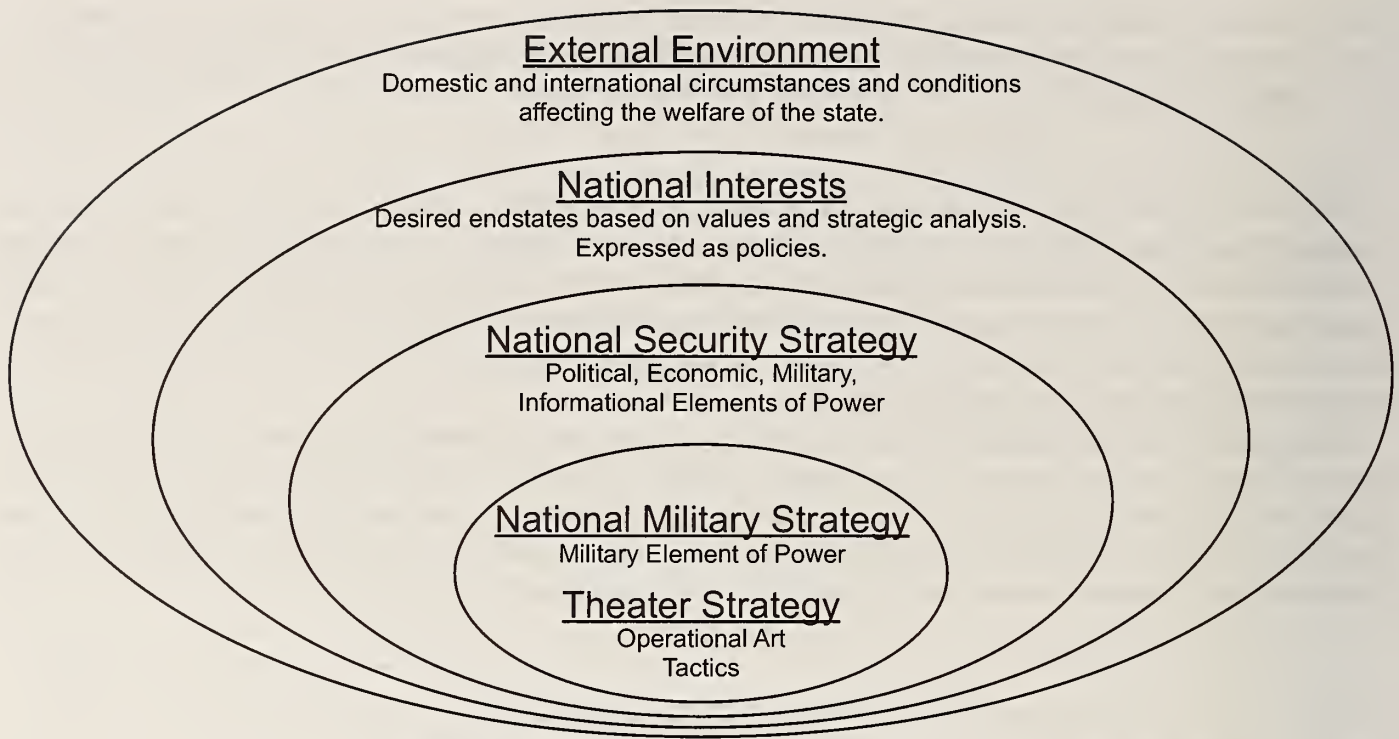 External Environment
Domestic and international circumstances and conditions
affecting the welfare of the state.
National Interests
Desired endstates based on values and strategic analysis.
Expressed as policies.
National Security Strategy
Political, Economic, Military,
Informational Elements of Power
National Military Strategy
Military Element of Power
Theater Strategy
Operational Art
Tactics